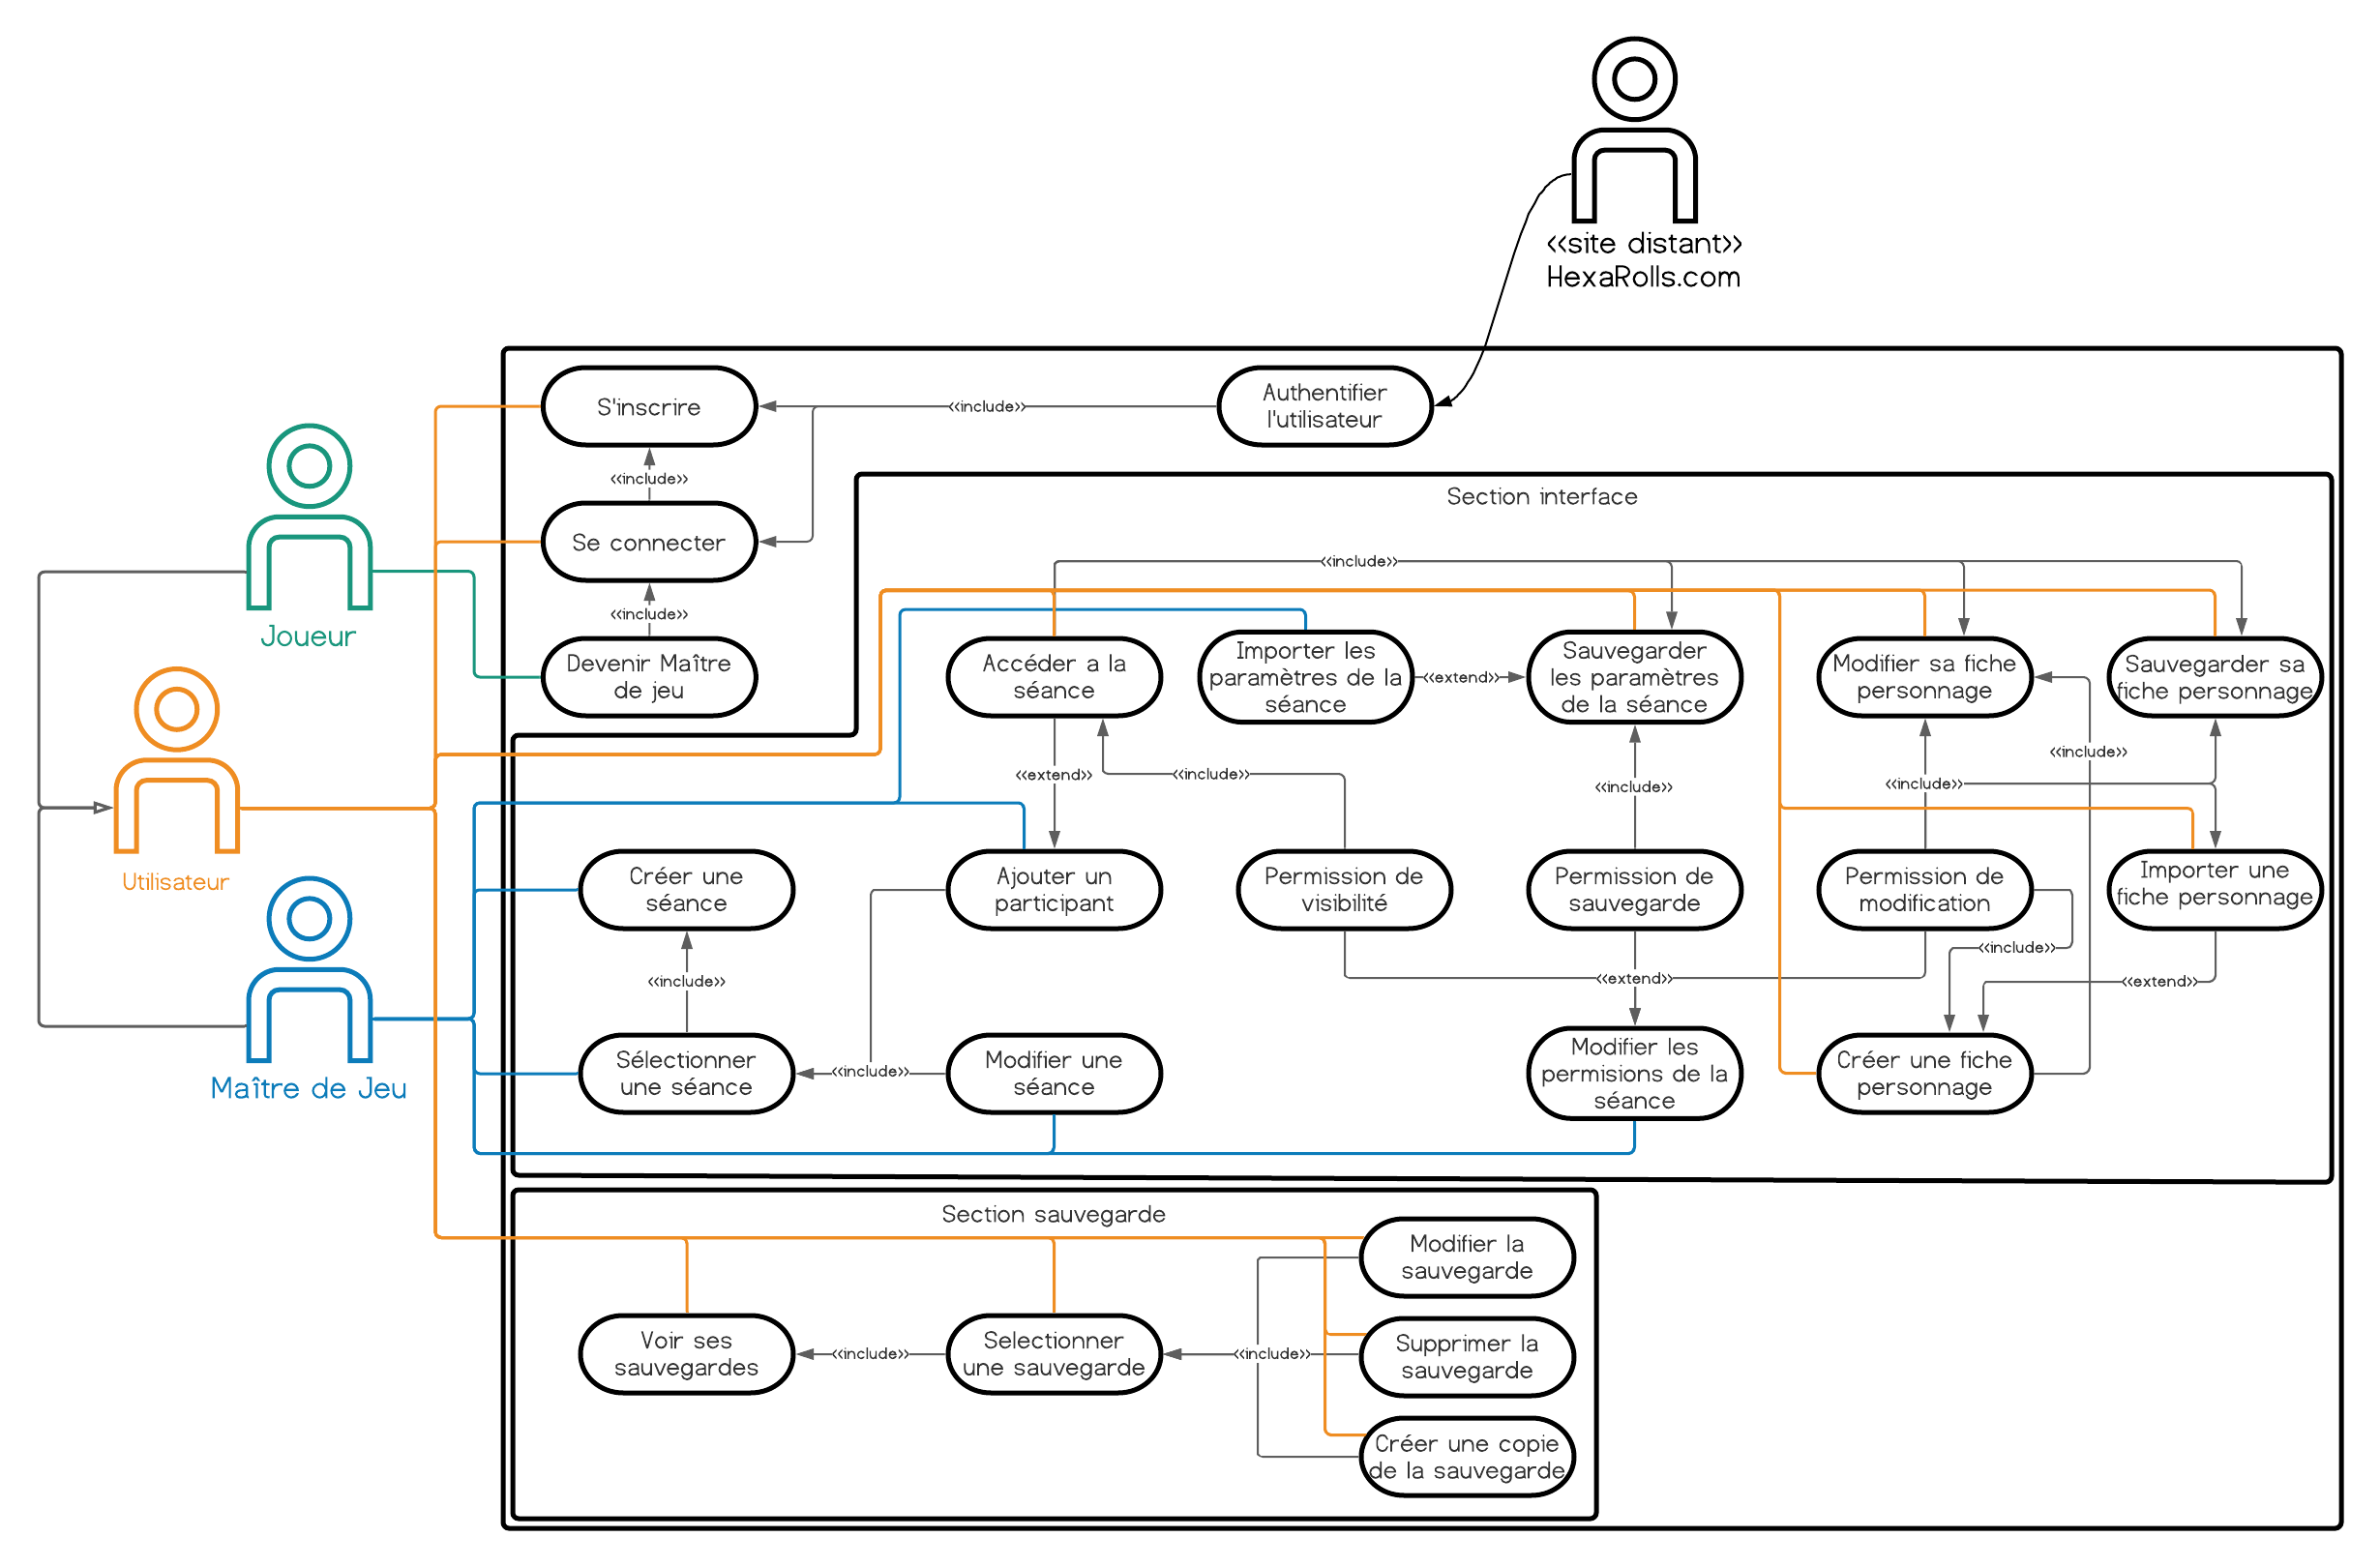 <<site distant>>
HexaRolls.com
S'inscrire
<<include>>
Authentifier
l'utilisateur
<<include>>
Section interface
Se connecter
<<include>>
<<include>>
Joueur
Devenir Maître
de jeu
Accéder a la
séance
Importer les
paramètres de la
séance
<<extend>>
Sauvegarder
les paramètres
de la séance
Modifier sa fiche
personnage
Sauvegarder sa
fiche personnage
<<include>>
<<extend>>
<<include>>
<<include>>
<<include>>
Utilisateur
Créer une
séance
Ajouter un
participant
Permission de
visibilité
Permission de
sauvegarde
Permission de
modification
Importer une
fiche personnage
<<include>>
<<include>>
<<extend>>
<<extend>>
Maître de Jeu
Sélectionner
une séance
<<include>>
Modifier une
séance
Modifier les
permisions de la
séance
Créer une fiche
personnage
Section sauvegarde
Modifier la
sauvegarde
Voir ses
sauvegardes
<<include>>
Selectionner
une sauvegarde
<<include>>
Supprimer la
sauvegarde
Créer une copie
de la sauvegarde